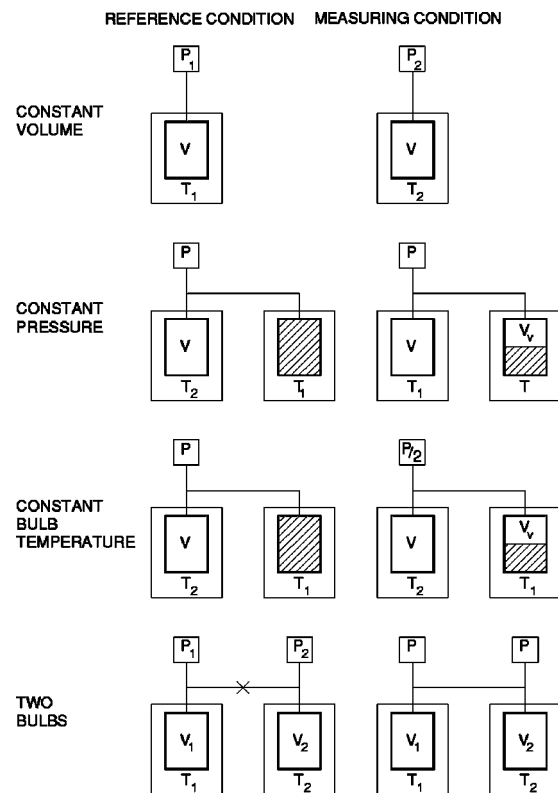 REFERENCE CONDITION MEASURING CONDITION
P₁ P₂
CONSTANT
VOLUME
V V
T₁ T₂
P P
CONSTANT
PRESSURE
V V Vᵥ
T₂ T₁ T₁ T
P P/2
CONSTANT
BULB
TEMPERATURE
V V Vᵥ
T₂ T₁ T₂ T₁
P₁ P₂ P P
TWO
BULBS
V₁ V₂ V₁ V₂
T₁ T₂ T₁ T₂